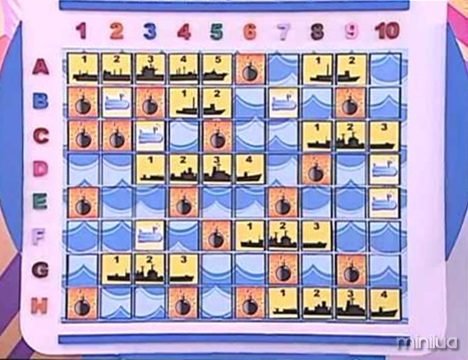 1 2 3 4 5 6 7 8 9 10
A 1 2 3 4 5 1 2
B 1 2
C 1 2 3
D 1 2 3 4
E
F 1 2 3
G 1 2 3
H 1 2 3 4
minilua